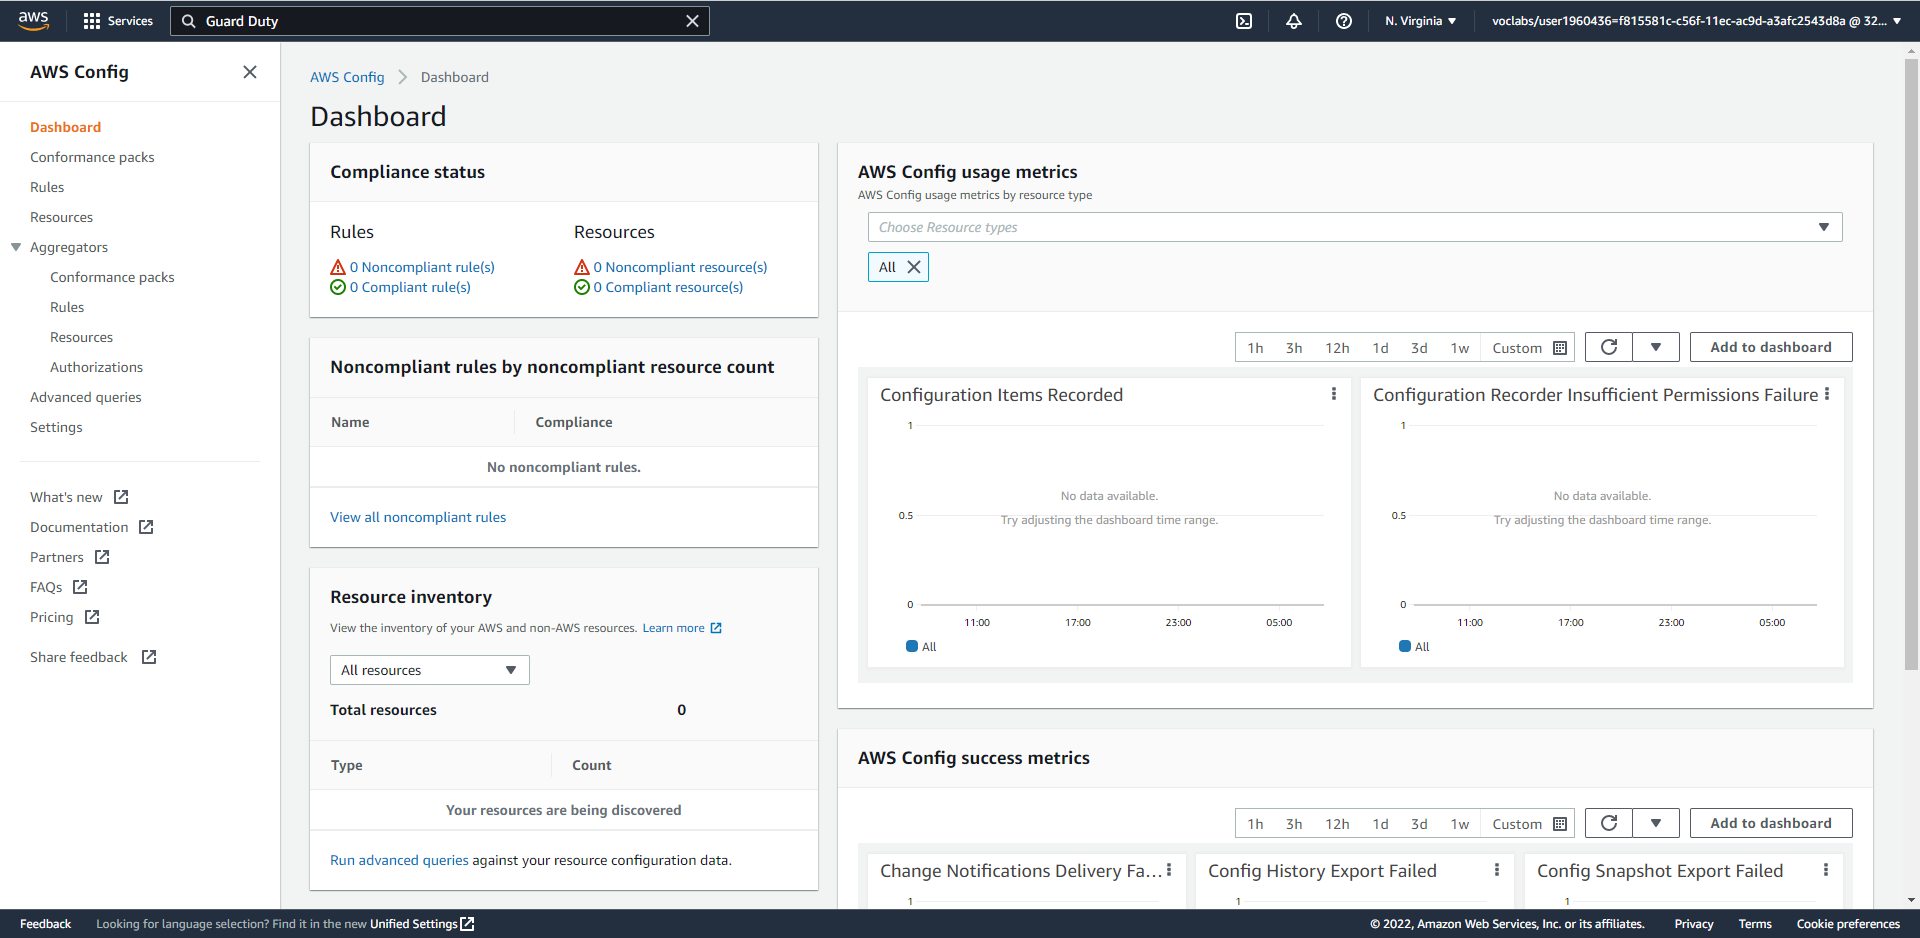 aws
Services
Guard Duty
N. Virginia
voclabs/user1960436=f815581c-c56f-11ec-ac9d-a3afc2543d8a @ 32...
AWS Config
Dashboard
Conformance packs
Rules
Resources
Aggregators
Conformance packs
Rules
Resources
Authorizations
Advanced queries
Settings
What's new
Documentation
Partners
FAQs
Pricing
Share feedback
AWS Config
Dashboard
Dashboard
Compliance status
Rules
Resources
0 Noncompliant rule(s)
0 Noncompliant resource(s)
0 Compliant rule(s)
0 Compliant resource(s)
Noncompliant rules by noncompliant resource count
Name
Compliance
No noncompliant rules.
View all noncompliant rules
Resource inventory
View the inventory of your AWS and non-AWS resources. Learn more
All resources
Total resources 0
Type
Count
Your resources are being discovered
Run advanced queries against your resource configuration data.
AWS Config usage metrics
AWS Config usage metrics by resource type
Choose Resource types
All
1h 3h 12h 1d 3d 1w Custom
Add to dashboard
Configuration Items Recorded
1
No data available.
0.5
Try adjusting the dashboard time range.
0
11:00 17:00 23:00 05:00
All
Configuration Recorder Insufficient Permissions Failure
1
No data available.
0.5
Try adjusting the dashboard time range.
0
11:00 17:00 23:00 05:00
All
AWS Config success metrics
1h 3h 12h 1d 3d 1w Custom
Add to dashboard
Change Notifications Delivery Fa...
1
Config History Export Failed
1
Config Snapshot Export Failed
1
Feedback
Looking for language selection? Find it in the new Unified Settings
© 2022, Amazon Web Services, Inc. or its affiliates.
Privacy
Terms
Cookie preferences